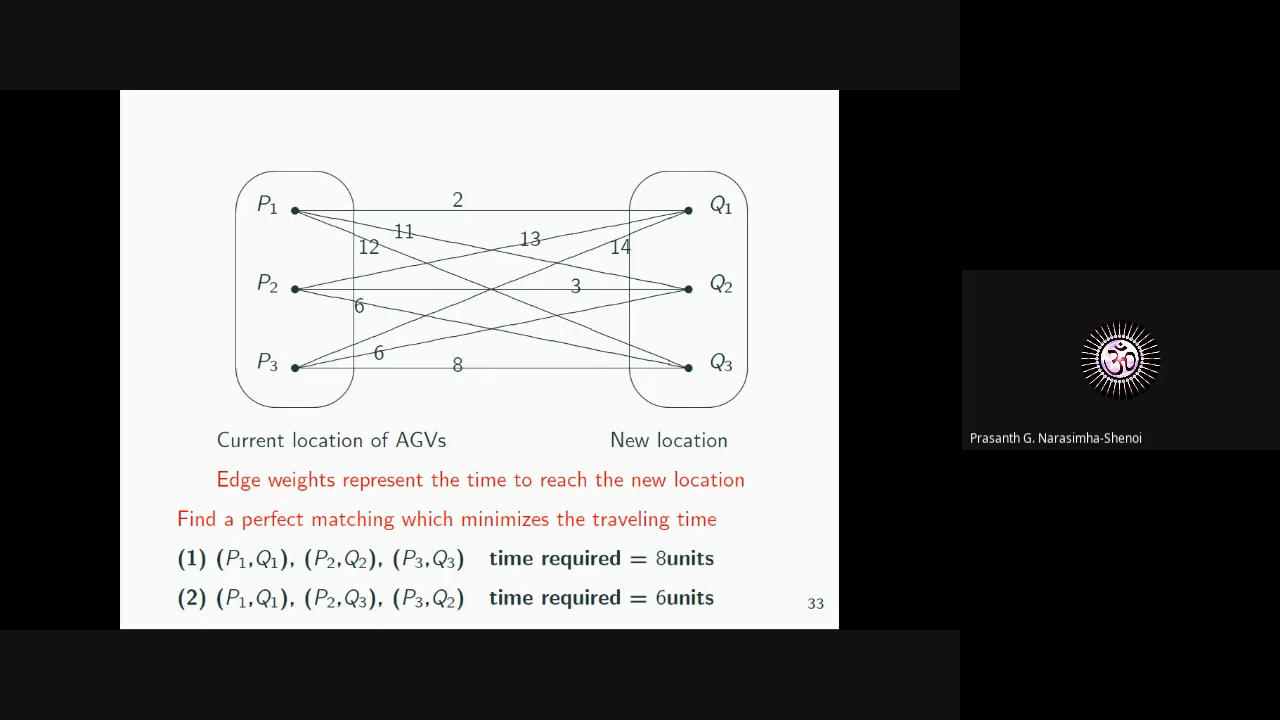 P₁ 2 Q₁
11
12 13 14
P₂ 3 Q₂
6
P₃ 6 8 Q₃
Current location of AGVs New location
Edge weights represent the time to reach the new location
Find a perfect matching which minimizes the traveling time
(1) (P₁,Q₁), (P₂,Q₂), (P₃,Q₃) time required = 8units
(2) (P₁,Q₁), (P₂,Q₃), (P₃,Q₂) time required = 6units
33
ॐ
Prasanth G. Narasimha-Shenoi